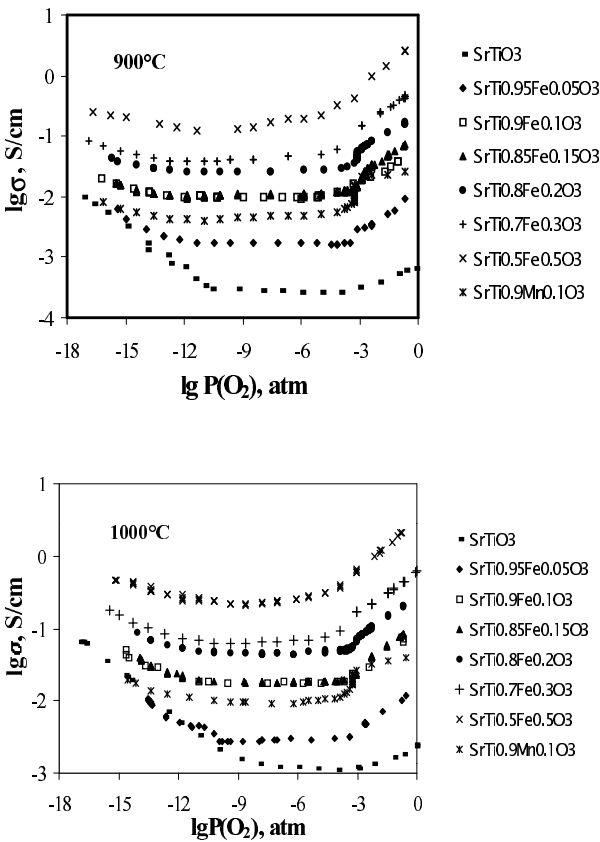 1
900°C
0
-1
-2
-3
-4
lgσ, S/cm
-18 -15 -12 -9 -6 -3 0
lg P(O2), atm
SrTiO3
SrTi0.95Fe0.05O3
SrTi0.9Fe0.1O3
SrTi0.85Fe0.15O3
SrTi0.8Fe0.2O3
SrTi0.7Fe0.3O3
SrTi0.5Fe0.5O3
SrTi0.9Mn0.1O3
1
1000°C
0
-1
-2
-3
lgσ, S/cm
-18 -15 -12 -9 -6 -3 0
lgP(O2), atm
SrTiO3
SrTi0.95Fe0.05O3
SrTi0.9Fe0.1O3
SrTi0.85Fe0.15O3
SrTi0.8Fe0.2O3
SrTi0.7Fe0.3O3
SrTi0.5Fe0.5O3
SrTi0.9Mn0.1O3